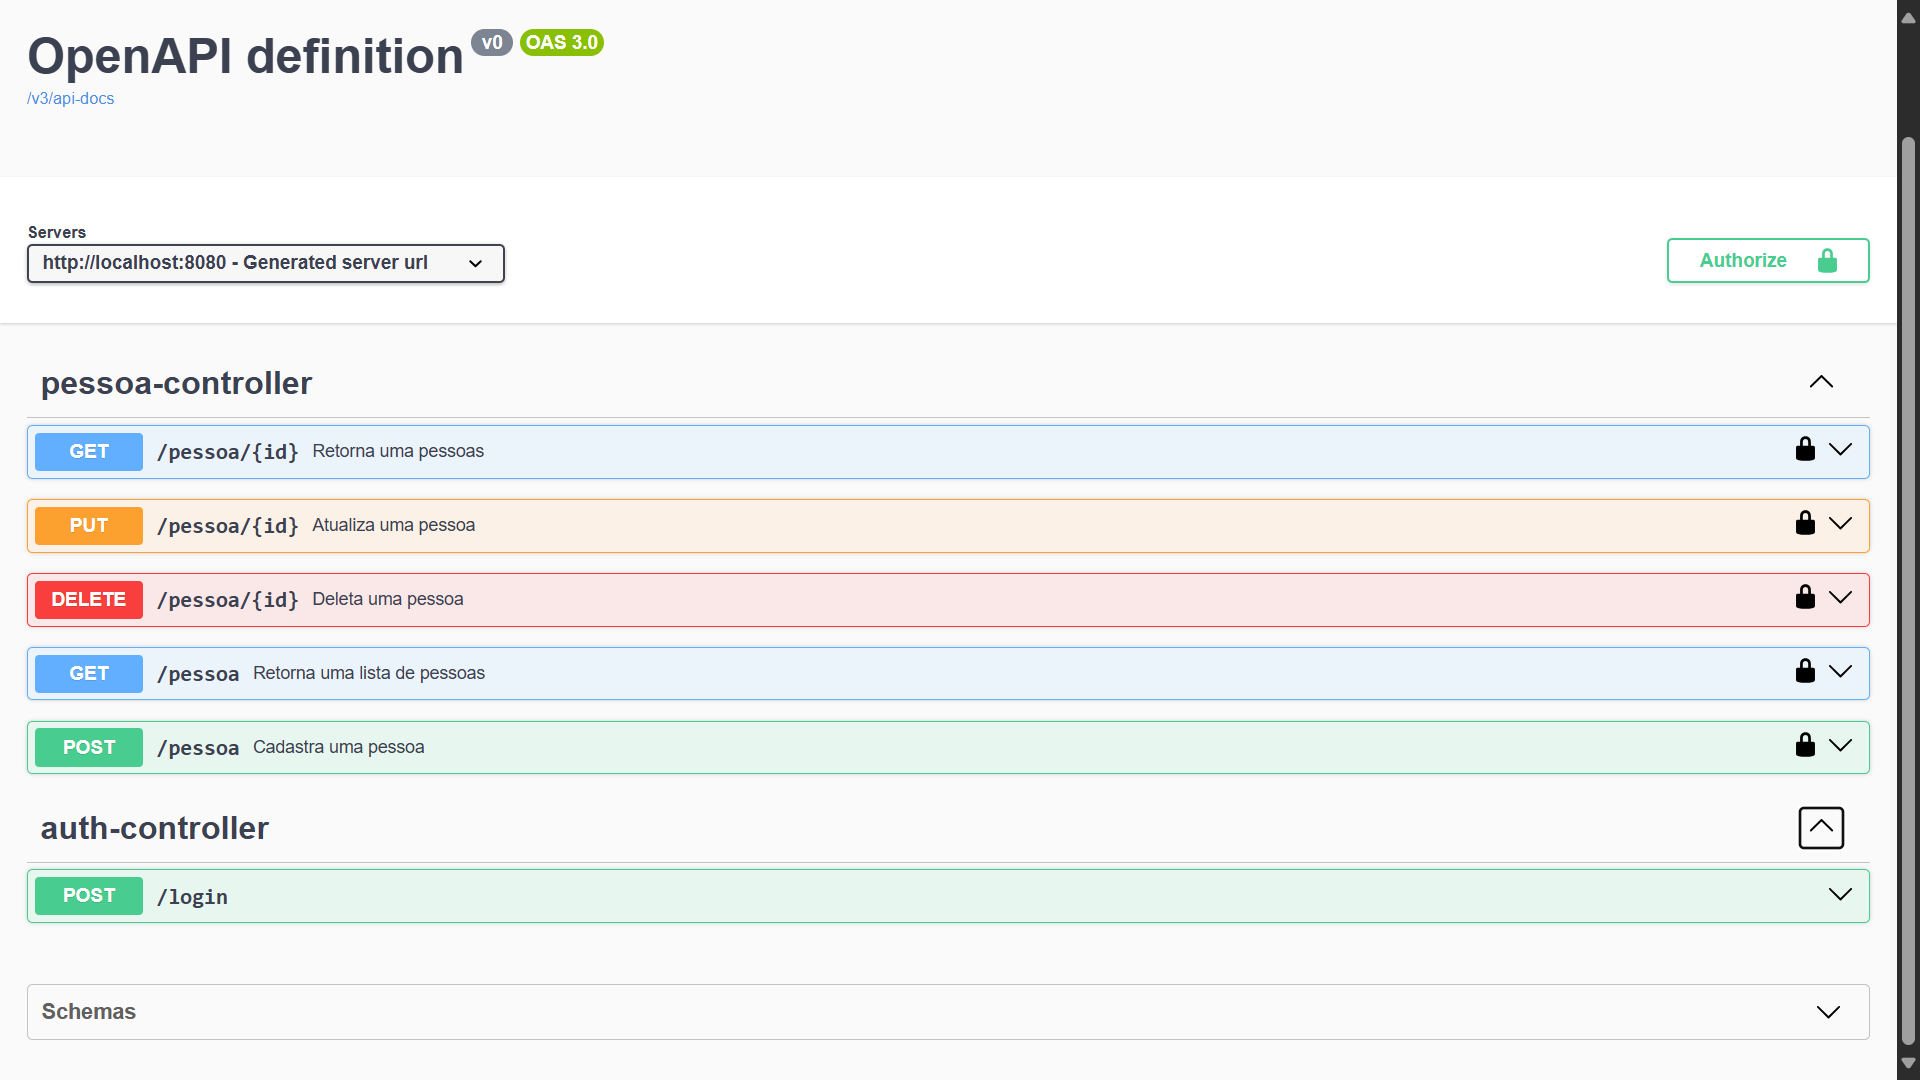 OpenAPI definition v0 OAS 3.0
/v3/api-docs
Servers
http://localhost:8080 - Generated server url
Authorize
pessoa-controller
GET /pessoa/{id} Retorna uma pessoas
PUT /pessoa/{id} Atualiza uma pessoa
DELETE /pessoa/{id} Deleta uma pessoa
GET /pessoa Retorna uma lista de pessoas
POST /pessoa Cadastra uma pessoa
auth-controller
POST /login
Schemas